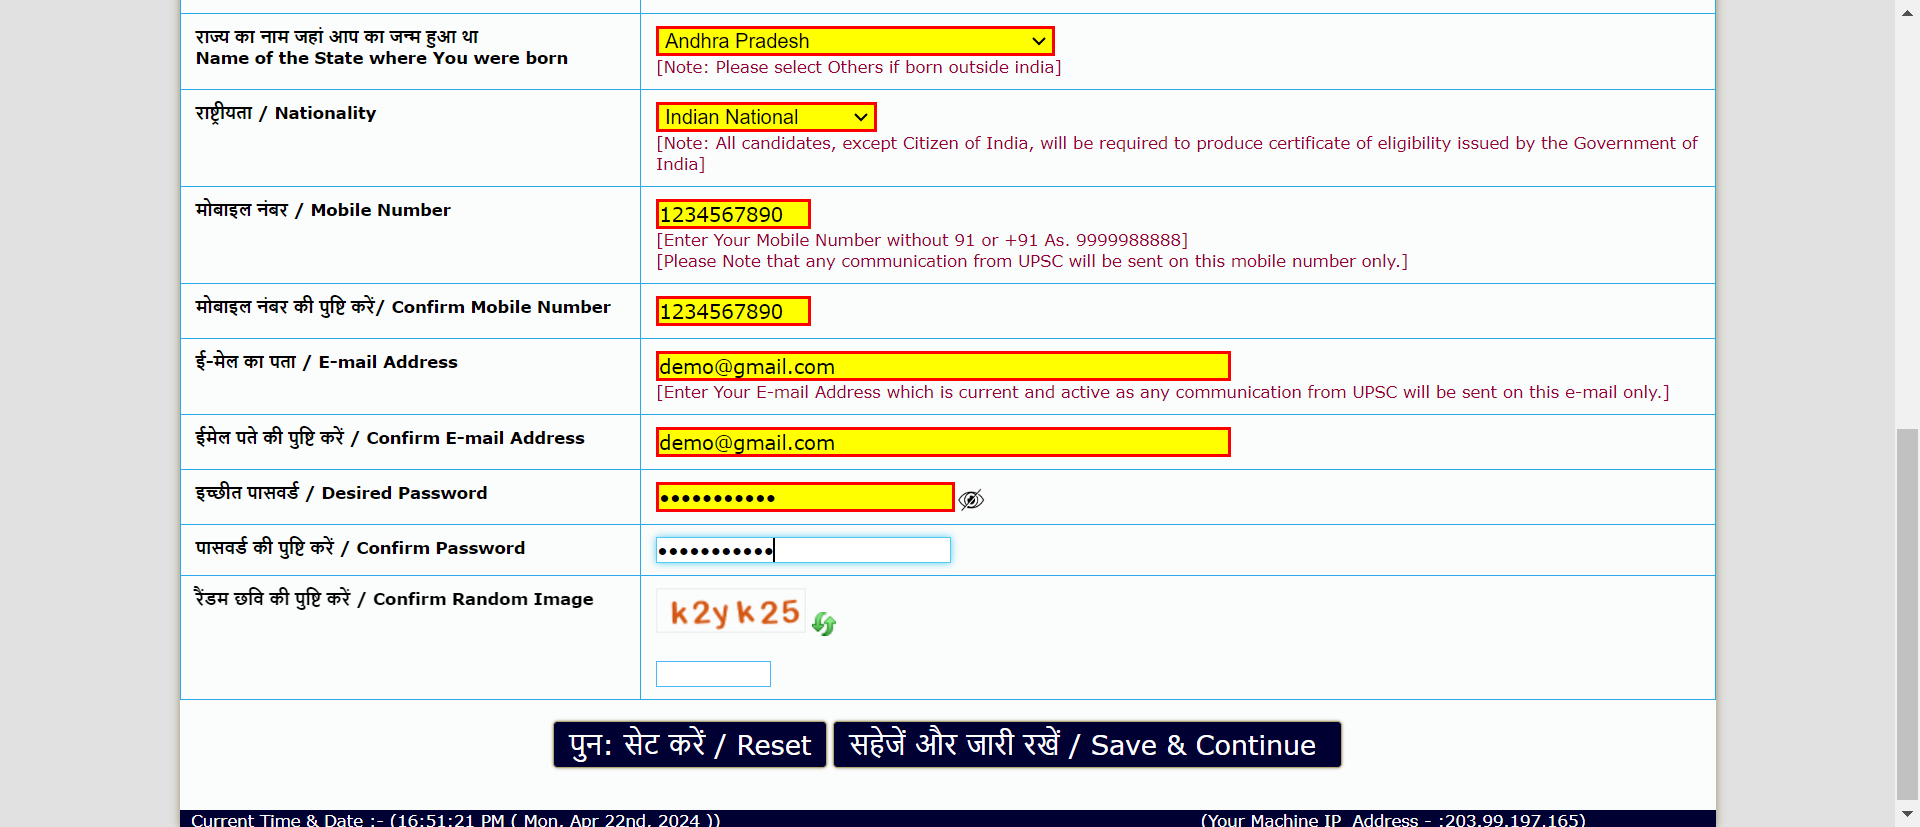 राज्य का नाम जहां आप का जन्म हुआ था
Name of the State where You were born
Andhra Pradesh
[Note: Please select Others if born outside india]
राष्ट्रीयता / Nationality
Indian National
[Note: All candidates, except Citizen of India, will be required to produce certificate of eligibility issued by the Government of
India]
मोबाइल नंबर / Mobile Number
1234567890
[Enter Your Mobile Number without 91 or +91 As. 9999988888]
[Please Note that any communication from UPSC will be sent on this mobile number only.]
मोबाइल नंबर की पुष्टि करें/ Confirm Mobile Number
1234567890
ई-मेल का पता / E-mail Address
demo@gmail.com
[Enter Your E-mail Address which is current and active as any communication from UPSC will be sent on this e-mail only.]
ईमेल पते की पुष्टि करें / Confirm E-mail Address
demo@gmail.com
इच्छीत पासवर्ड / Desired Password
•••••••••••
पासवर्ड की पुष्टि करें / Confirm Password
•••••••••••
रैंडम छवि की पुष्टि करें / Confirm Random Image
k2yk25
पुन: सेट करें / Reset
सहेजें और जारी रखें / Save & Continue
Current Time & Date :- (16:51:21 PM ( Mon, Apr 22nd, 2024 ))
(Your Machine IP Address - :203.99.197.165)